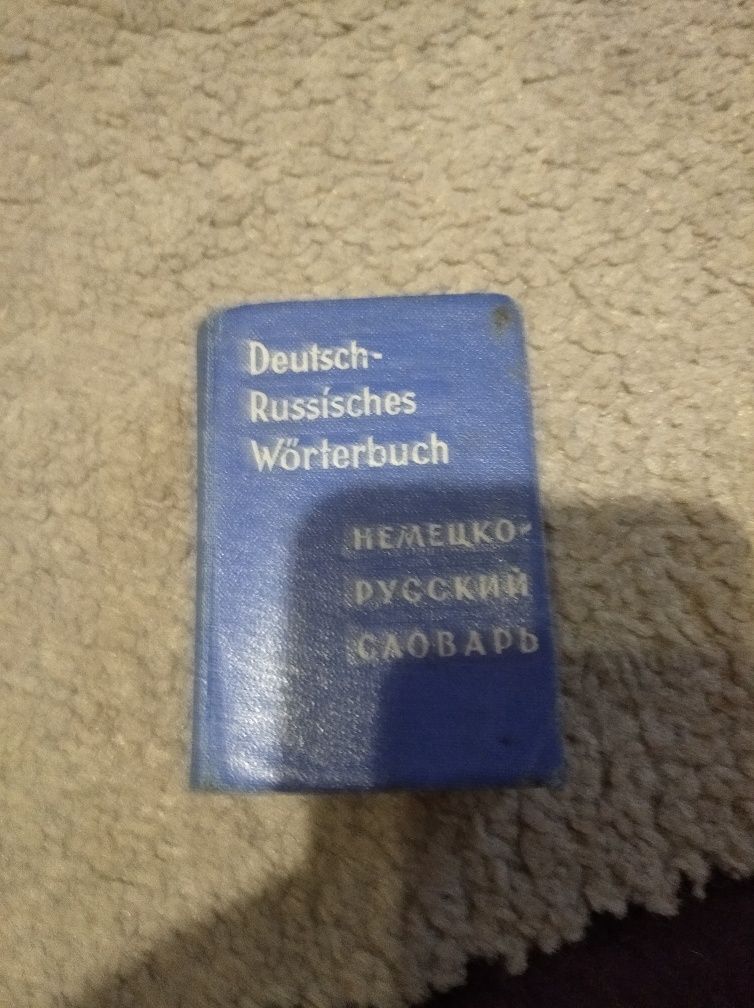 Deutsch-
Russisches
Wörterbuch
НЕМЕЦКО-
РУССКИЙ
СЛОВАРЬ